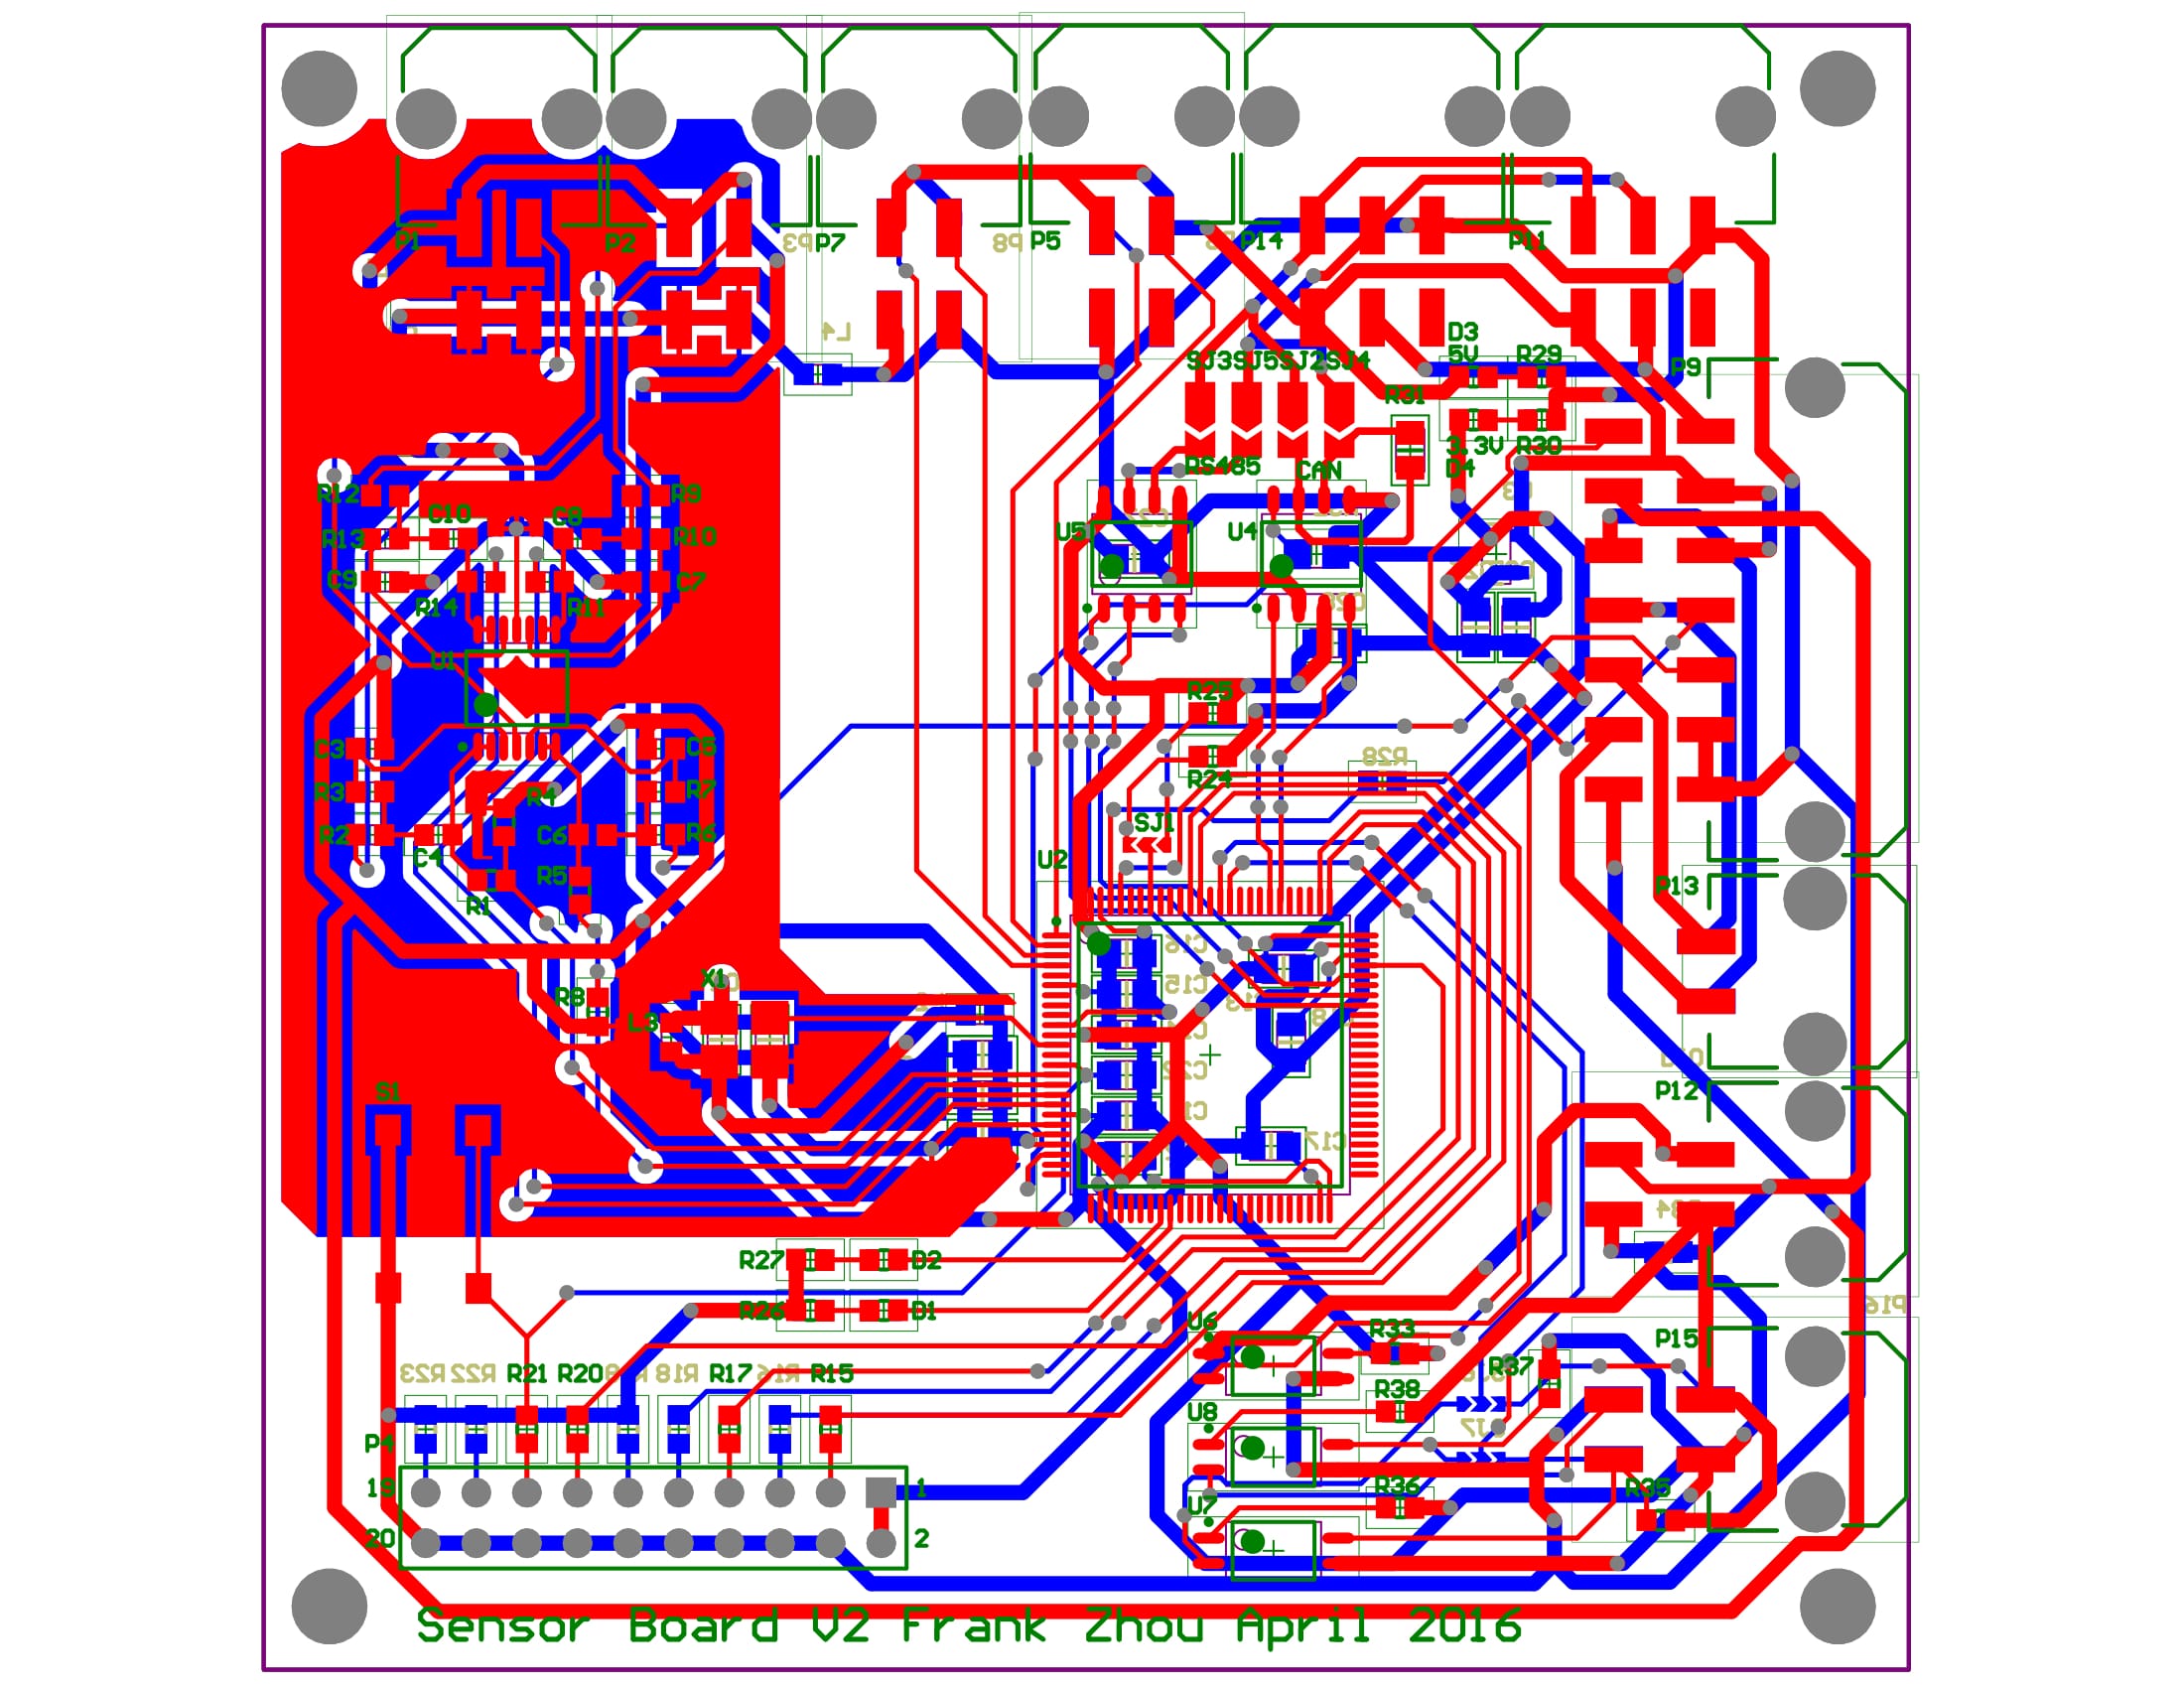 P1 P2 P3 P7 P8 P5 P14 P11
L4
D3
SJ3 SJ5 SJ2 SJ4 5V R29 P9
R31
RS485 CAN 3.3V R30
D4
R12 C10 C8 R9
R13 R10 U5 U4
C9 R14 R11 C7
U1
R25
C3 C5 R28
R3 R4 R7 R24
R2 C4 C6 R6 SJ1
R5 U2 P13
R1
C16
X1 C15
R8 L3
C22
S1 P12
C17
R27 D2
R26 D1 U6 P16
R33 P15
R23 R22 R21 R20 R18 R17 R16 R15 R37
R38
U8
P4 J7
19 1 R36 R35
U7
20 2
Sensor Board V2 Frank Zhou April 2016